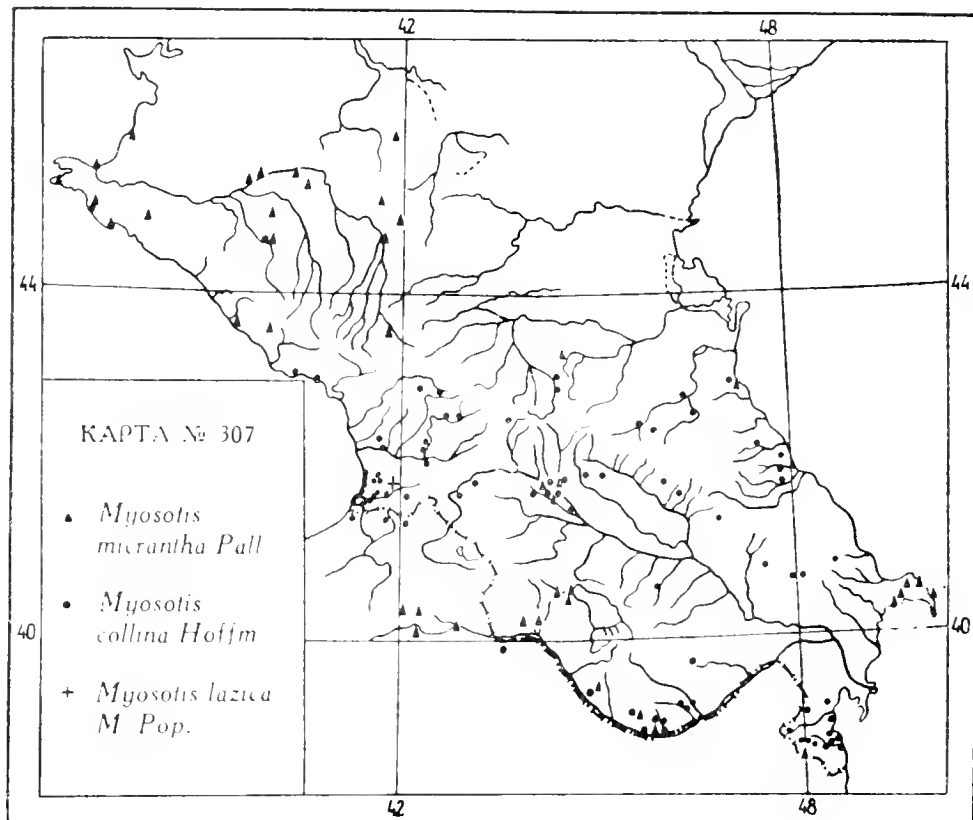 42 48
44 44
КАРТА № 307
Myosotis
micrantha Pall
Myosotis
collina Hoffm
Myosotis lazica
M Pop.
40 40
42 48